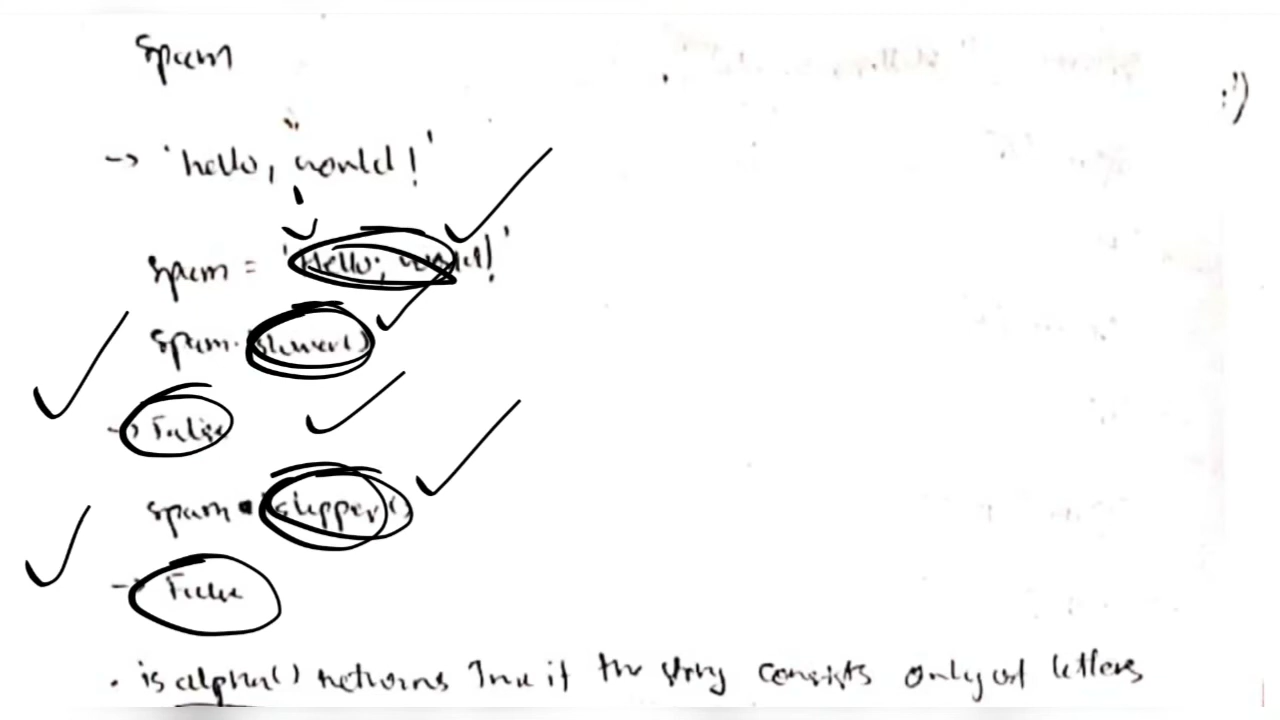 spam
:')
-> 'hello, world!'
spam = 'Hello, world!'
spam.islower()
-> False
spam.isupper()
-> False
. isalpha() returns True if the string consists only of letters